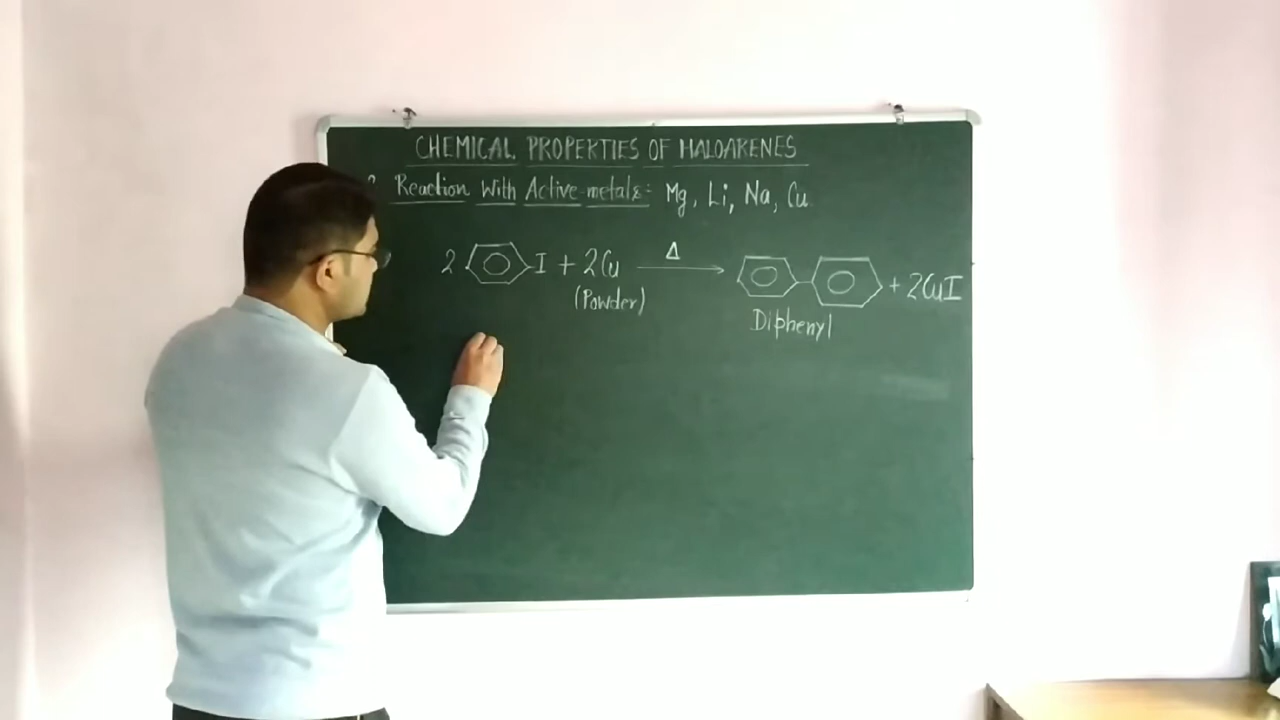 CHEMICAL PROPERTIES OF HALOARENES
Reaction With Active metals:- Mg, Li, Na, Cu
2 I + 2Cu Δ + 2CuI
(Powder)
Diphenyl